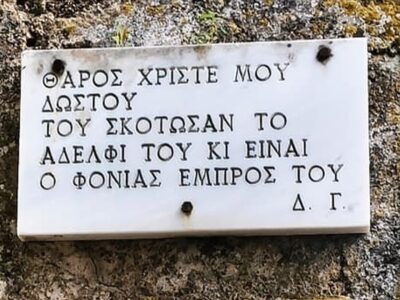 ΘΑΡΟΣ ΧΡΙΣΤΕ ΜΟΥ
ΔΩΣΤΟΥ
ΤΟΥ ΣΚΟΤΩΣΑΝ ΤΟ
ΑΔΕΛΦΙ ΤΟΥ ΚΙ ΕΙΝΑΙ
Ο ΦΟΝΙΑΣ ΕΜΠΡΟΣ ΤΟΥ
Δ. Γ.